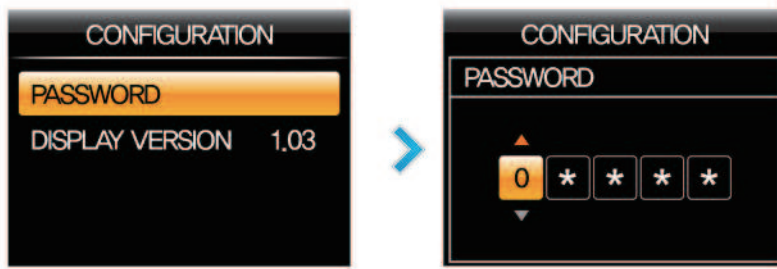 CONFIGURATION
PASSWORD
DISPLAY VERSION 1.03
CONFIGURATION
PASSWORD
0 * * * *